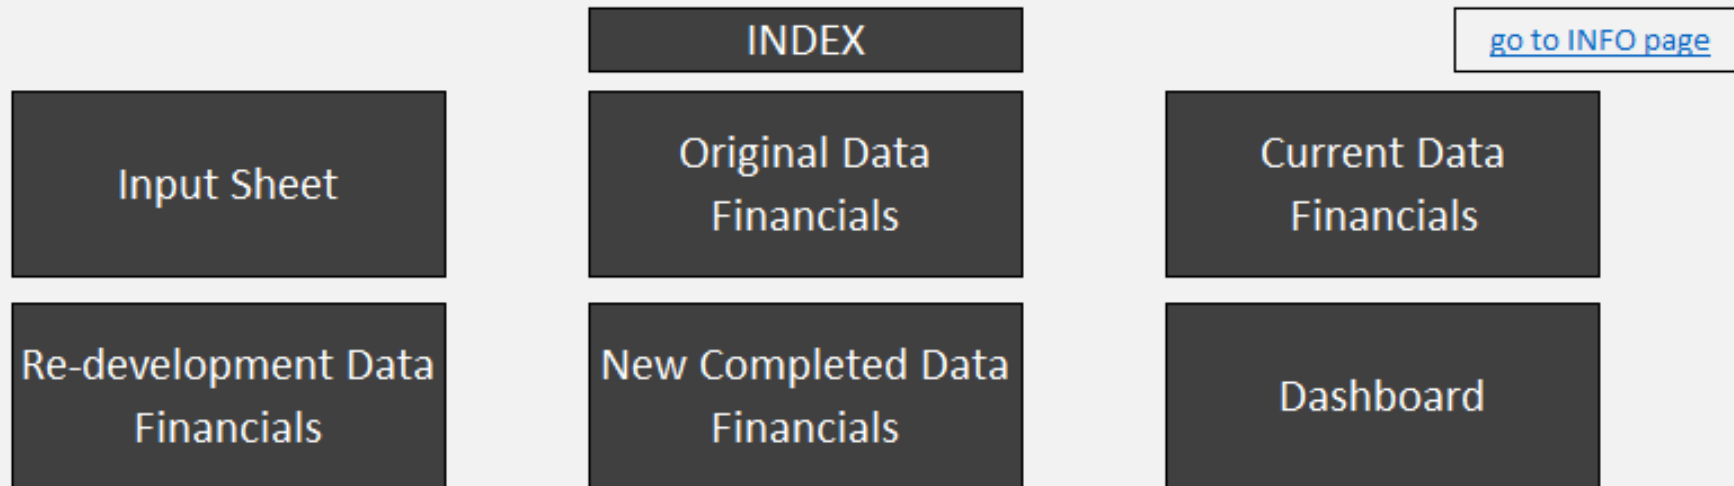 INDEX
go to INFO page
Input Sheet
Original Data
Financials
Current Data
Financials
Re-development Data
Financials
New Completed Data
Financials
Dashboard